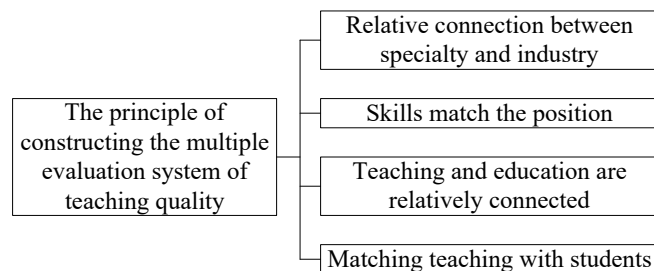 The principle of
constructing the multiple
evaluation system of
teaching quality
Relative connection between
specialty and industry
Skills match the position
Teaching and education are
relatively connected
Matching teaching with students